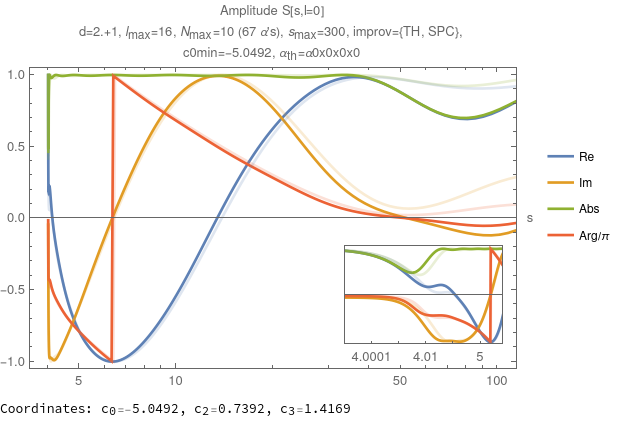 Amplitude S[s,l=0]
d=2.+1, lmax=16, Nmax=10 (67 α's), smax=300, improv={TH, SPC},
c0min=-5.0492, αth=α0x0x0x0
1.0
0.5
0.0
-0.5
-1.0
5
10
50
100
s
4.0001
4.01
5
Re
Im
Abs
Arg/π
Coordinates: c0=-5.0492, c2=0.7392, c3=1.4169